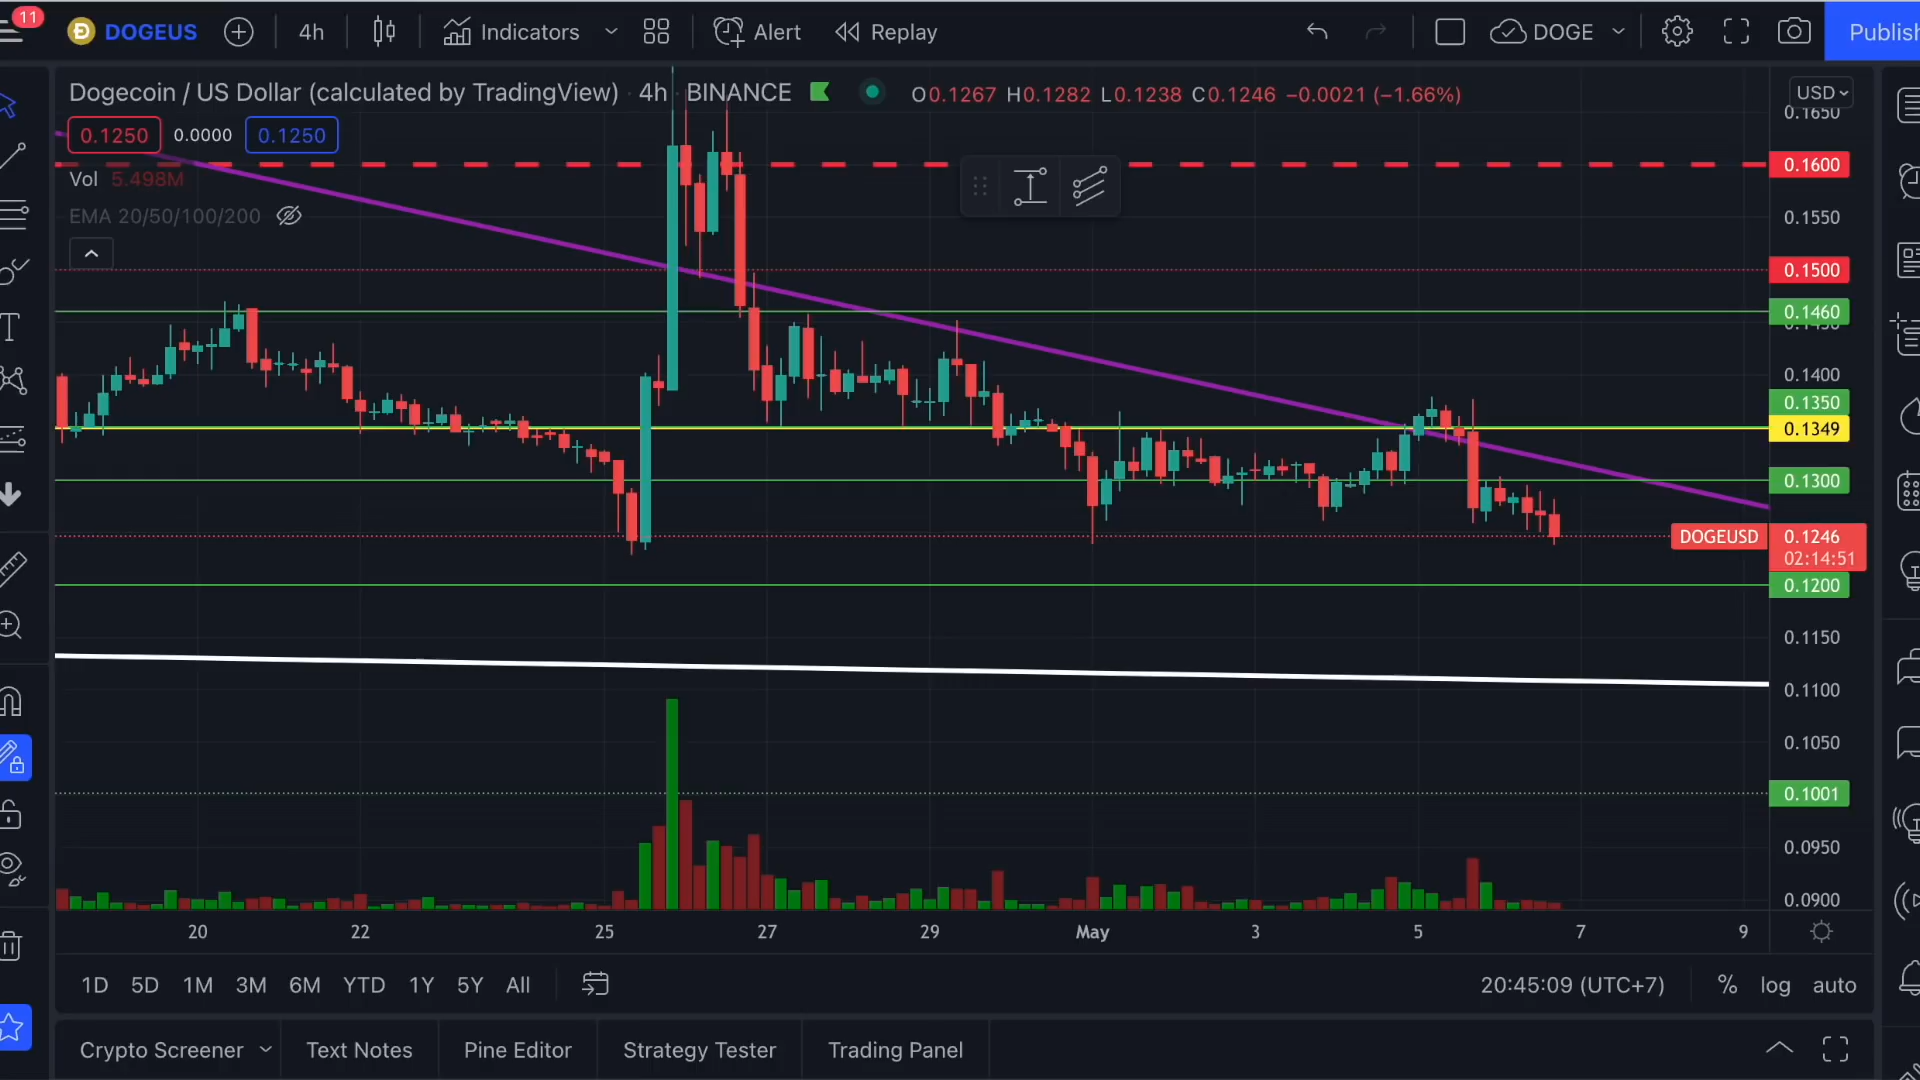 11
DOGEUS
4h
Indicators
Alert
Replay
DOGE
Publish
Dogecoin / US Dollar (calculated by TradingView) 4h BINANCE O0.1267 H0.1282 L0.1238 C0.1246 −0.0021 (−1.66%)
USD
0.1250 0.0000 0.1250
Vol 5.498M
EMA 20/50/100/200
0.1650
0.1600
0.1550
0.1500
0.1460
0.1450
0.1400
0.1350
0.1349
0.1300
DOGEUSD 0.1246
02:14:51
0.1200
0.1150
0.1100
0.1050
0.1001
0.0950
0.0900
20 22 25 27 29 May 3 5 7 9
1D 5D 1M 3M 6M YTD 1Y 5Y All
20:45:09 (UTC+7) % log auto
Crypto Screener Text Notes Pine Editor Strategy Tester Trading Panel